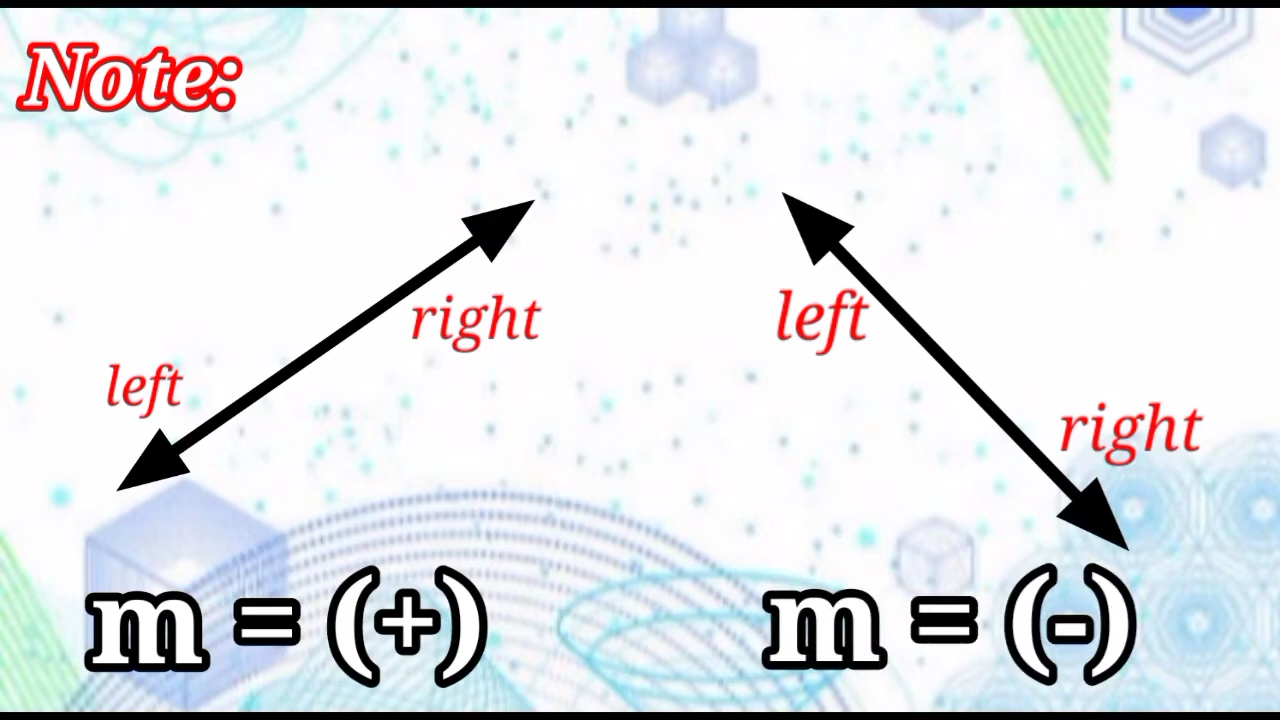 Note:
left
right
m = (+)
left
right
m = (-)